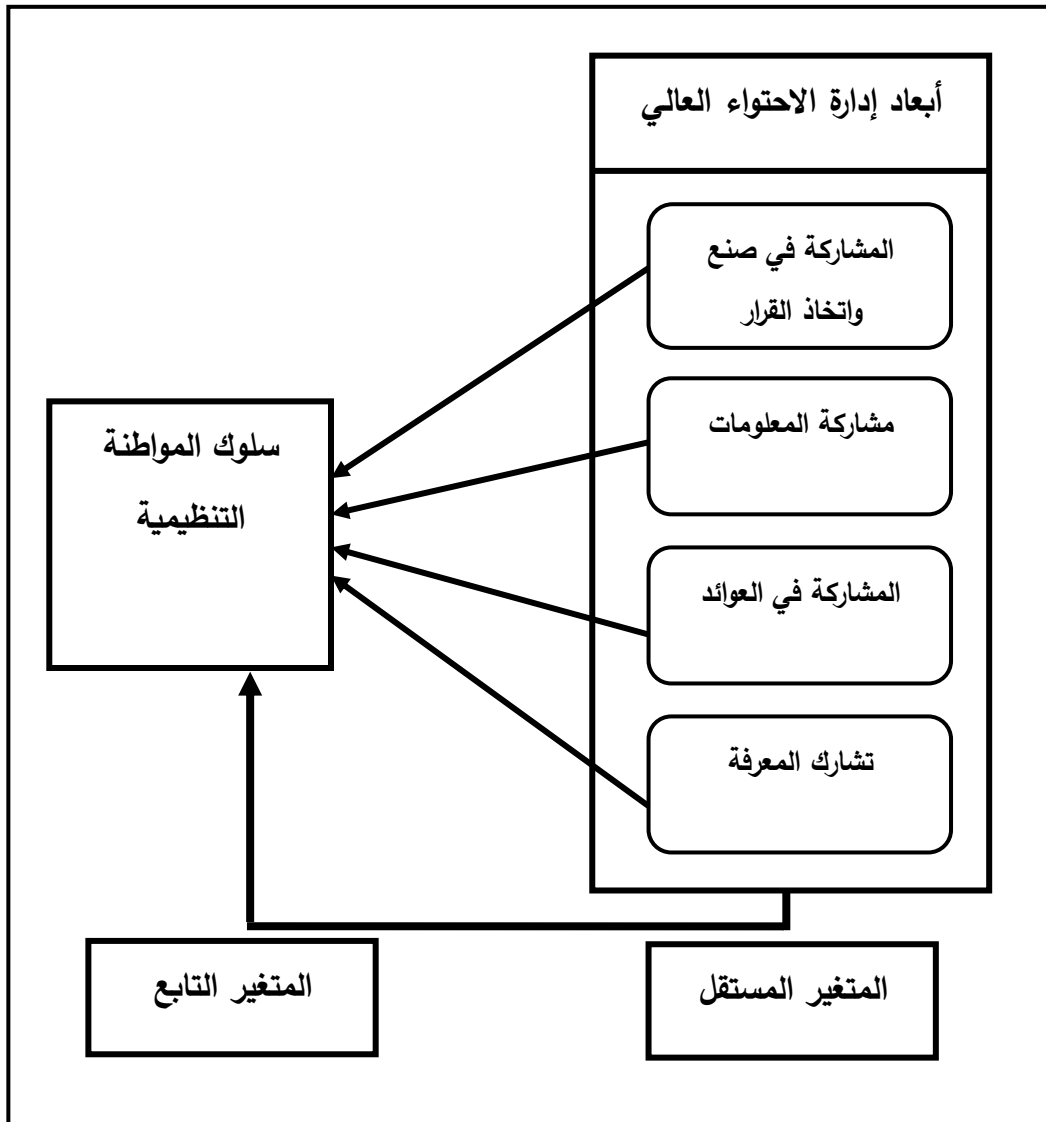 أبعاد إدارة الاحتواء العالي
المشاركة في صنع
واتخاذ القرار
مشاركة المعلومات
المشاركة في العوائد
تشارك المعرفة
سلوك المواطنة
التنظيمية
المتغير المستقل
المتغير التابع